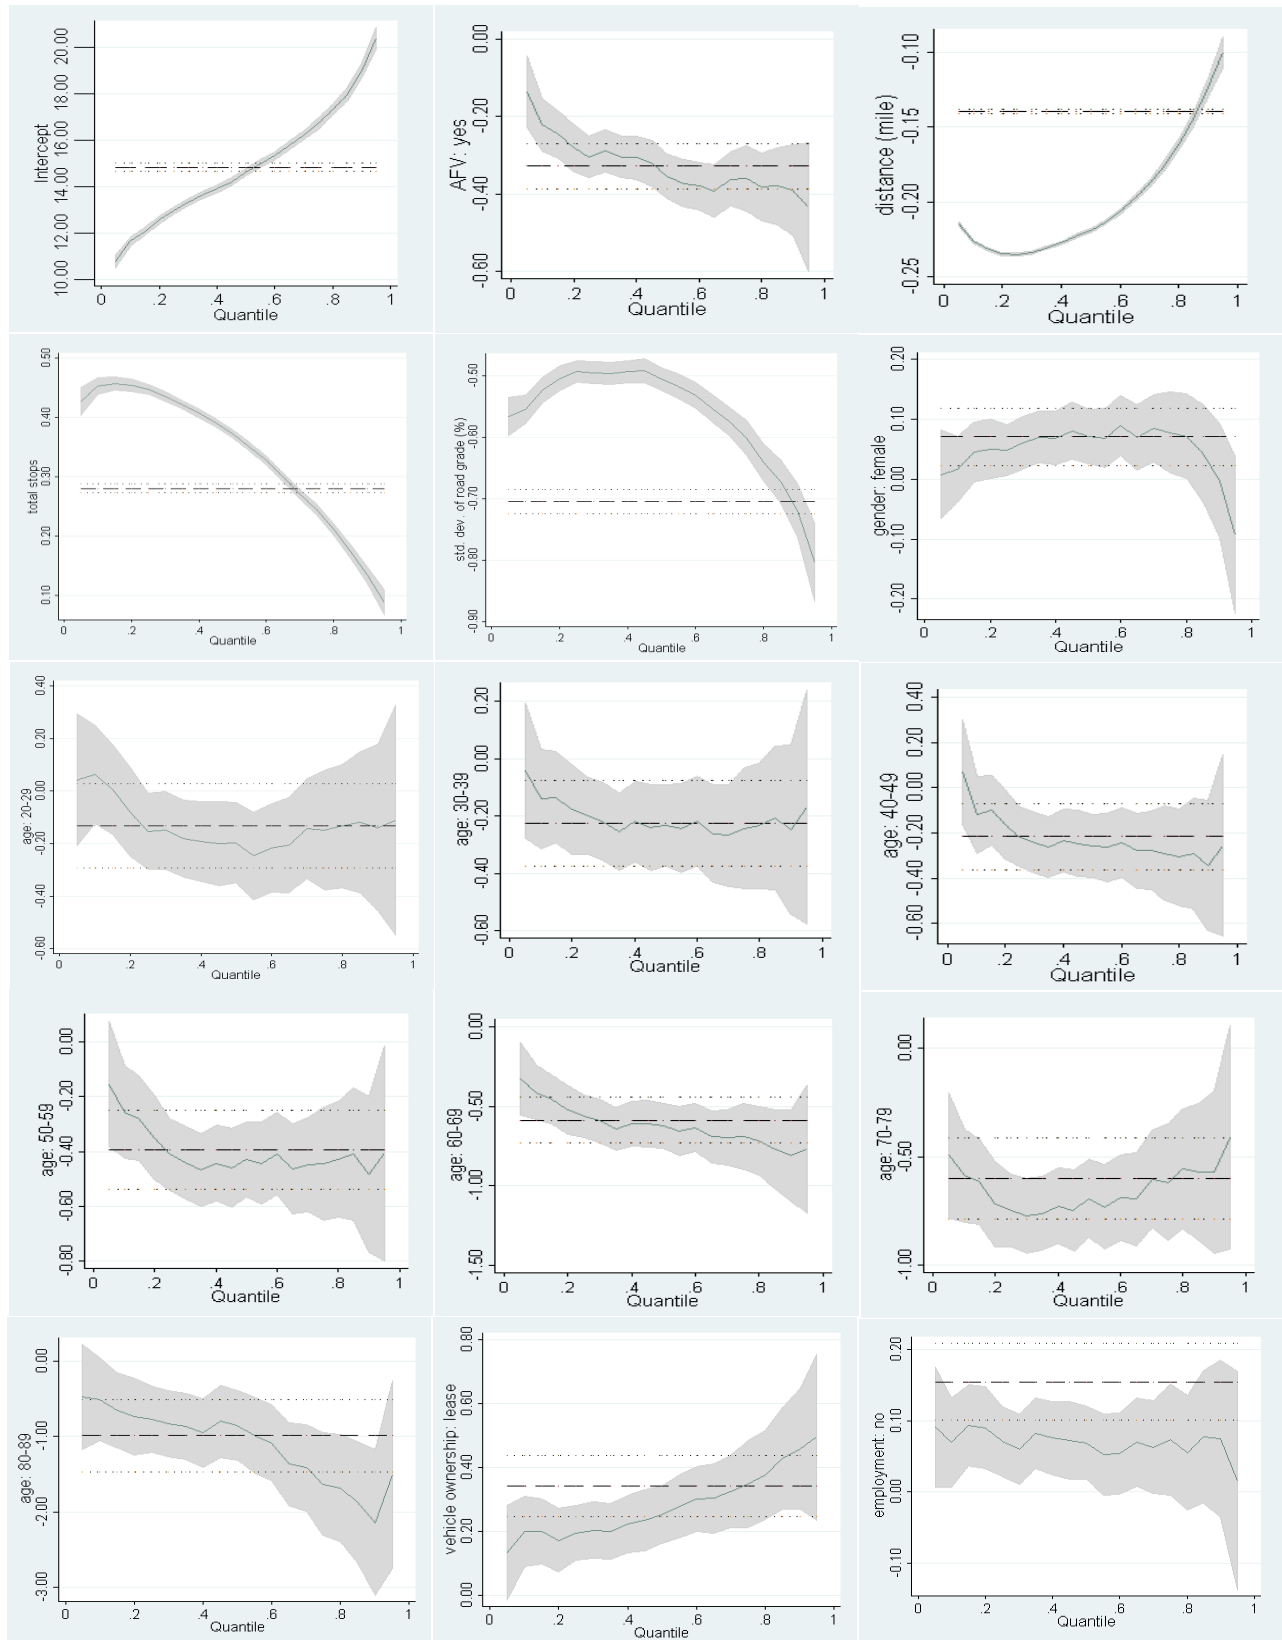 Intercept
10.00 12.00 14.00 16.00 18.00 20.00
0 .2 .4 .6 .8 1
Quantile
AFV: yes
0.00
-0.20
-0.40
-0.60
0 .2 .4 .6 .8 1
Quantile
distance (mile)
-0.10
-0.15
-0.20
-0.25
0 .2 .4 .6 .8 1
Quantile
total stops
0.50
0.40
0.30
0.20
0.10
0 .2 .4 .6 .8 1
Quantile
std. dev. of road grade (%)
-0.50
-0.60
-0.70
-0.80
-0.90
0 .2 .4 .6 .8 1
Quantile
gender: female
0.20
0.10
0.00
-0.10
-0.20
0 .2 .4 .6 .8 1
Quantile
age: 20-29
0.40
0.20
0.00
-0.20
-0.40
-0.60
0 .2 .4 .6 .8 1
Quantile
age: 30-39
0.20
0.00
-0.20
-0.40
-0.60
0 .2 .4 .6 .8 1
Quantile
age: 40-49
0.40
0.20
0.00
-0.20
-0.40
-0.60
0 .2 .4 .6 .8 1
Quantile
age: 50-59
0.00
-0.20
-0.40
-0.60
-0.80
0 .2 .4 .6 .8 1
Quantile
age: 60-69
0.00
-0.50
-1.00
-1.50
0 .2 .4 .6 .8 1
Quantile
age: 70-79
0.00
-0.50
-1.00
0 .2 .4 .6 .8 1
Quantile
age: 80-89
0.00
-1.00
-2.00
-3.00
0 .2 .4 .6 .8 1
Quantile
vehicle ownership: lease
0.80
0.60
0.40
0.20
0.00
0 .2 .4 .6 .8 1
Quantile
employment: no
0.20
0.10
0.00
-0.10
0 .2 .4 .6 .8 1
Quantile